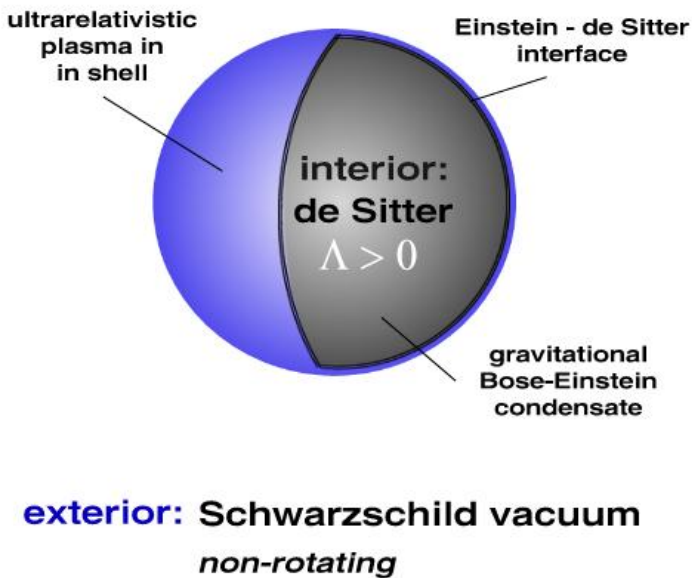 ultrarelativistic
plasma in
in shell
Einstein - de Sitter
interface
interior:
de Sitter
Λ > 0
gravitational
Bose-Einstein
condensate
exterior: Schwarzschild vacuum
non-rotating